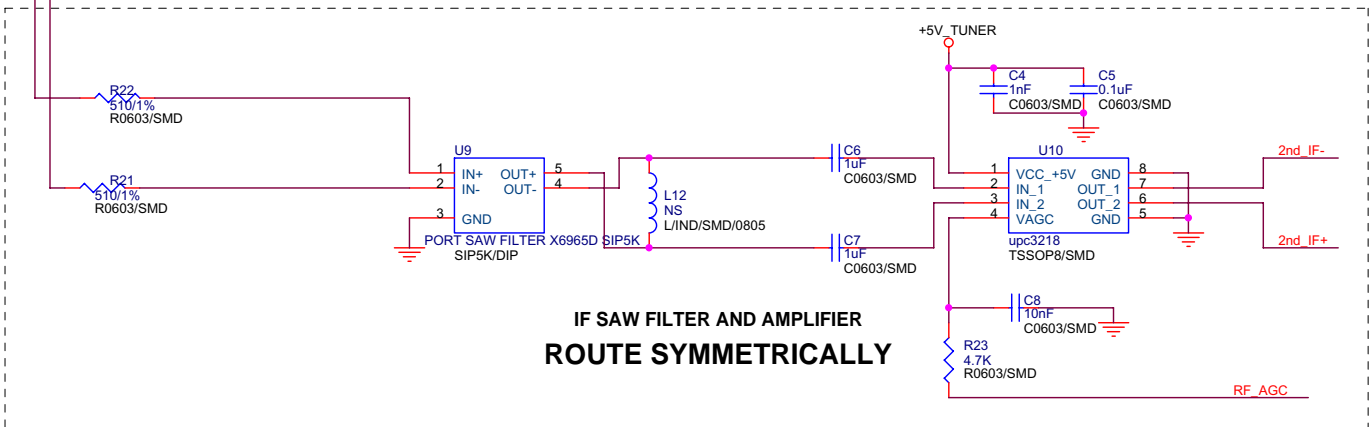 +5V_TUNER
R22
510/1%
R0603/SMD
C4
1nF
C0603/SMD
C5
0.1uF
C0603/SMD
R21
510/1%
R0603/SMD
U9
1 IN+ OUT+ 5
2 IN- OUT- 4
3 GND
PORT SAW FILTER X6965D SIP5K
SIP5K/DIP
L12
NS
L/IND/SMD/0805
C6
1uF
C0603/SMD
C7
1uF
C0603/SMD
U10
1 VCC_+5V GND 8
2 IN_1 OUT_1 7
3 IN_2 OUT_2 6
4 VAGC GND 5
upc3218
TSSOP8/SMD
2nd_IF-
2nd_IF+
C8
10nF
C0603/SMD
IF SAW FILTER AND AMPLIFIER
ROUTE SYMMETRICALLY
R23
4.7K
R0603/SMD
RF_AGC